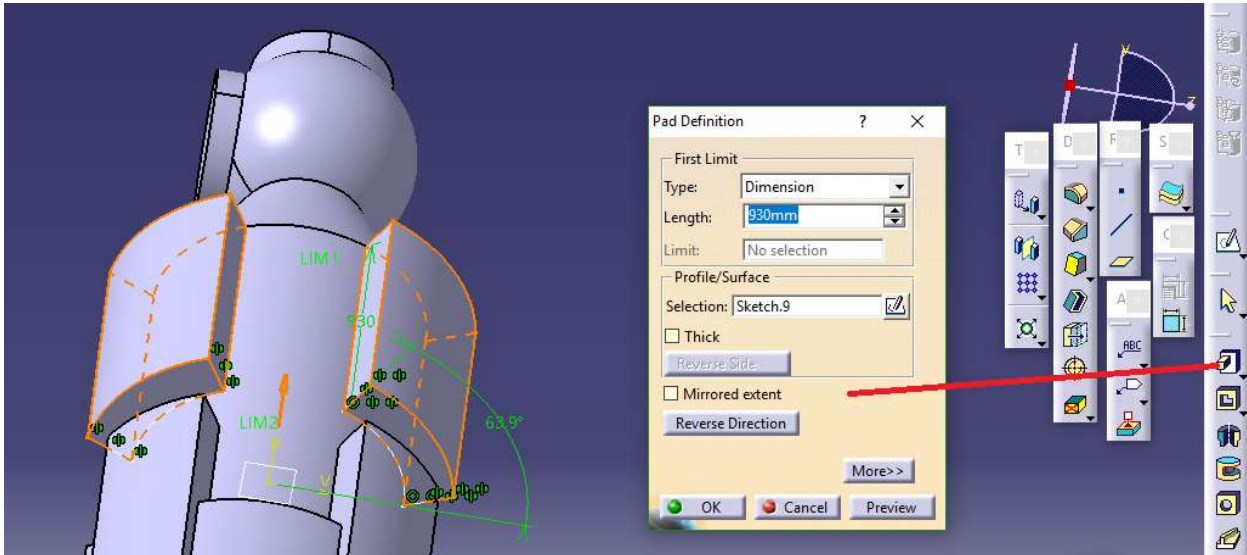 Pad Definition ? ×
First Limit
Type: Dimension
Length: 930mm
Limit: No selection
Profile/Surface
Selection: Sketch.9
Thick
Reverse Side
Mirrored extent
Reverse Direction
More>>
OK Cancel Preview
LIM1
930
LIM2
63.9°
V
y
z
T
D
R
S
C
A
ABC